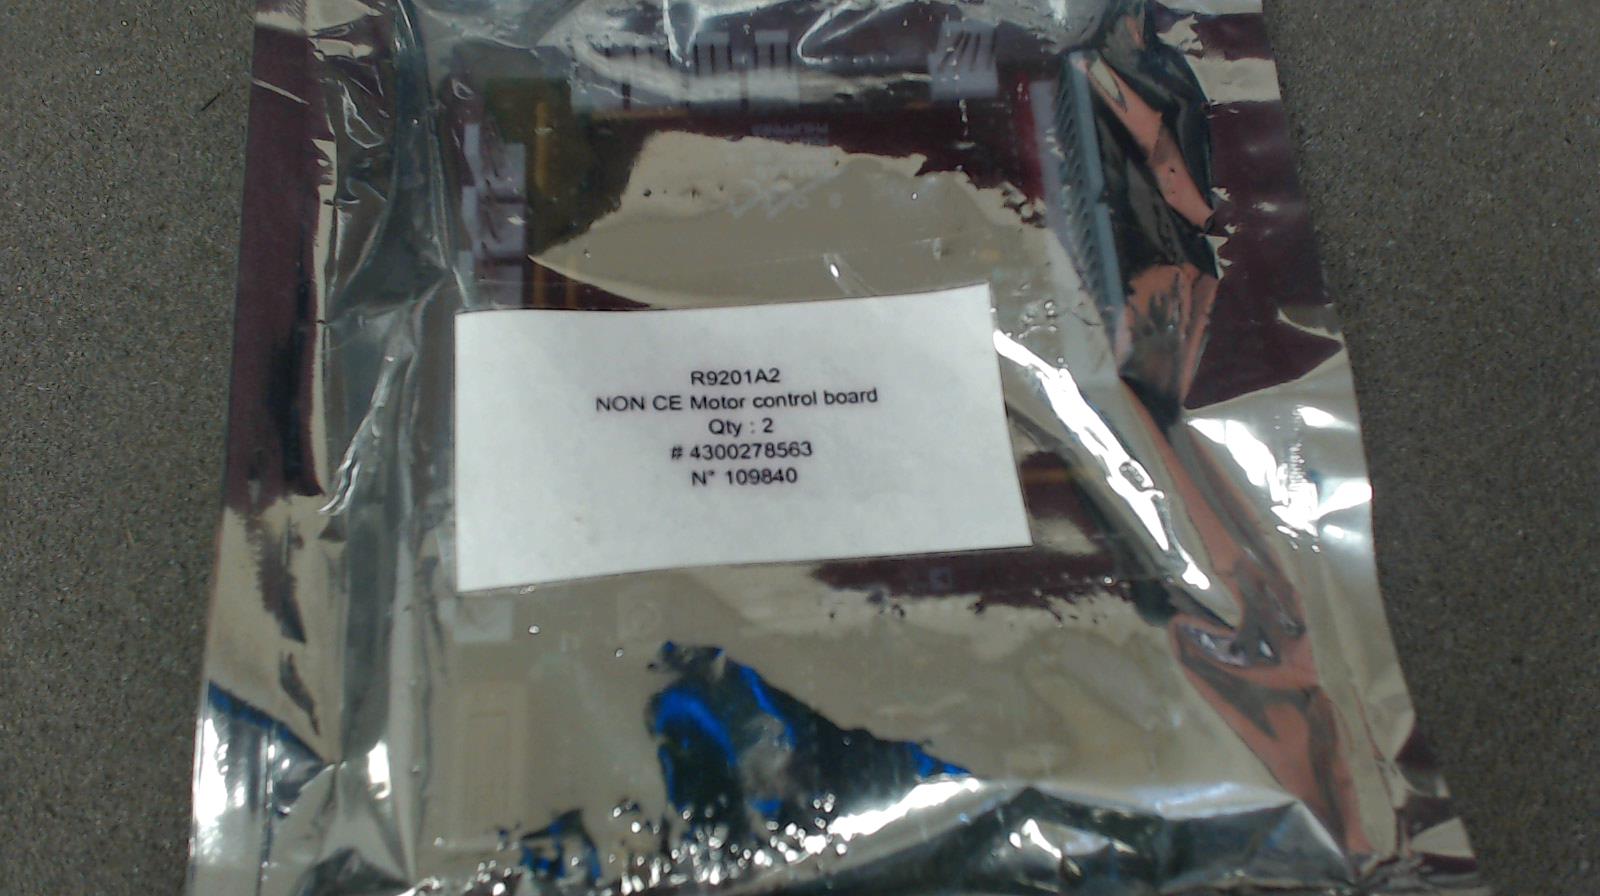 R9201A2
NON CE Motor control board
Qty : 2
# 4300278563
N° 109840